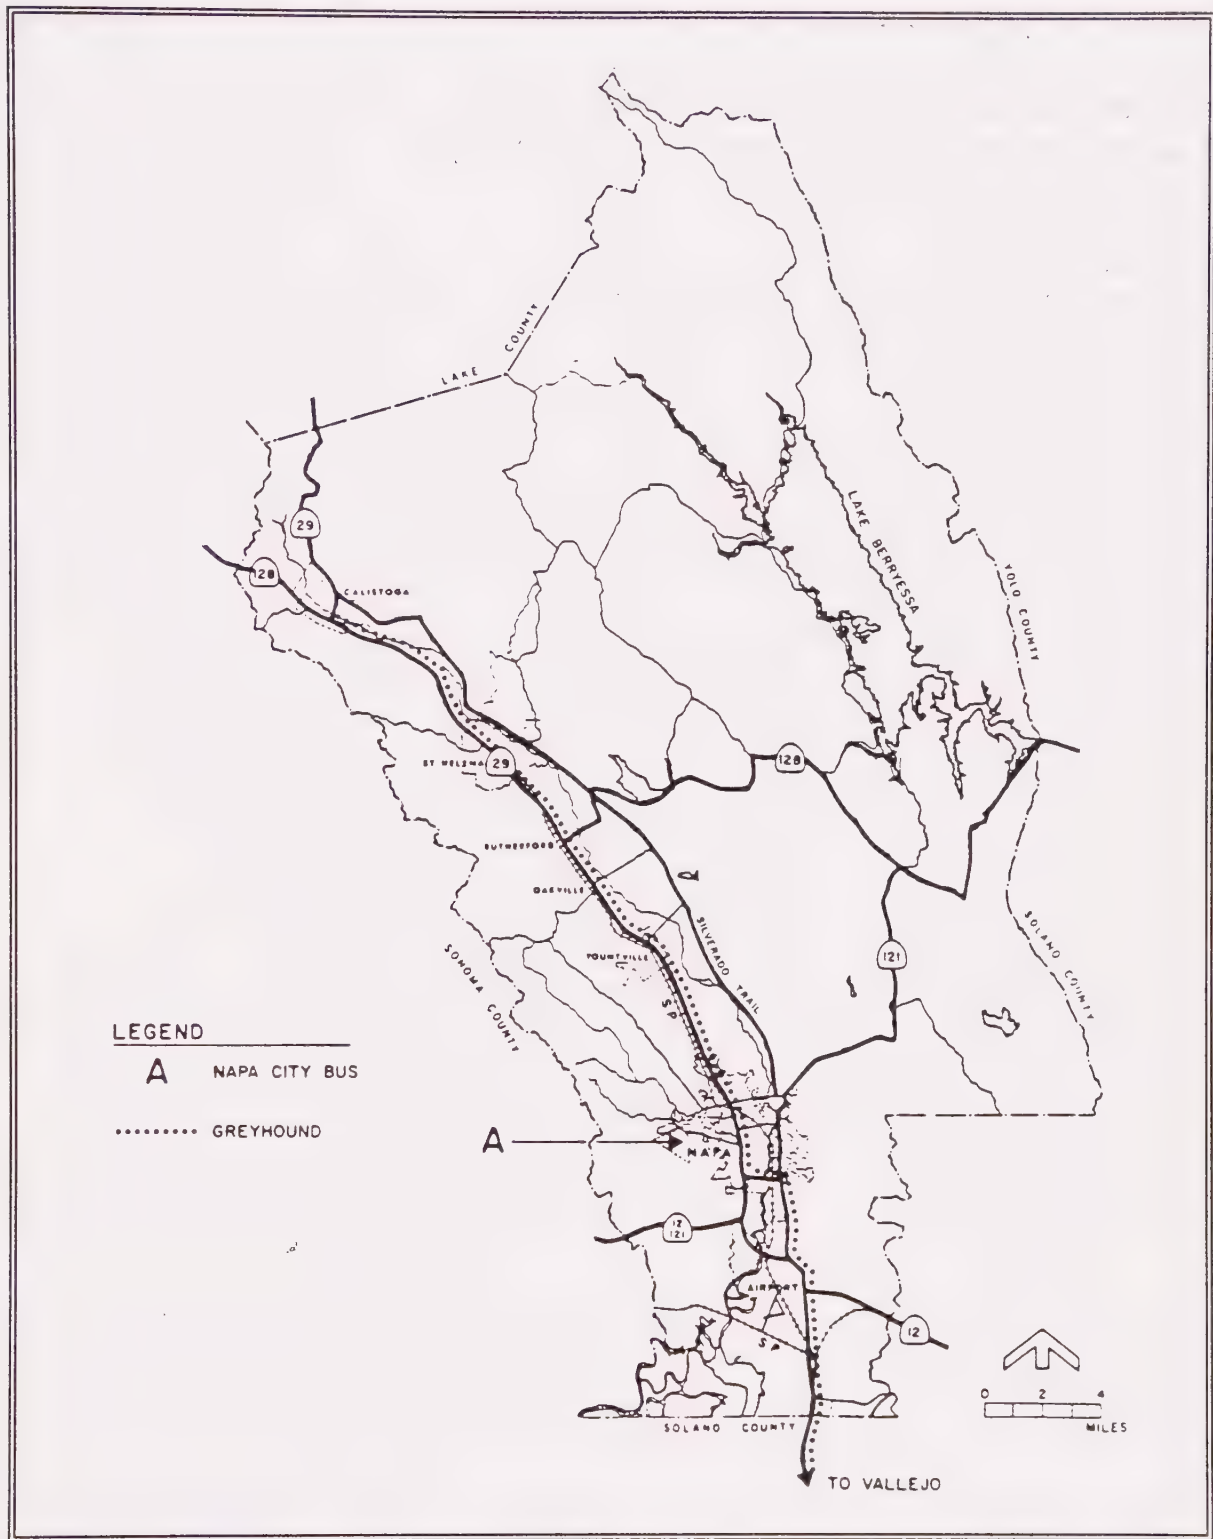 LAKE COUNTY
29
128
CALISTOGA
LAKE BERRYESSA
YOLO COUNTY
ST HELENA
29
128
RUTHERFORD
OAKVILLE
SILVERADO TRAIL
SONOMA COUNTY
YOUNTVILLE
S.P.
121
SOLANO COUNTY
LEGEND
A NAPA CITY BUS
GREYHOUND
A
NAPA
12
121
AIRPORT
S.P.
12
0 2 4
MILES
SOLANO COUNTY
TO VALLEJO